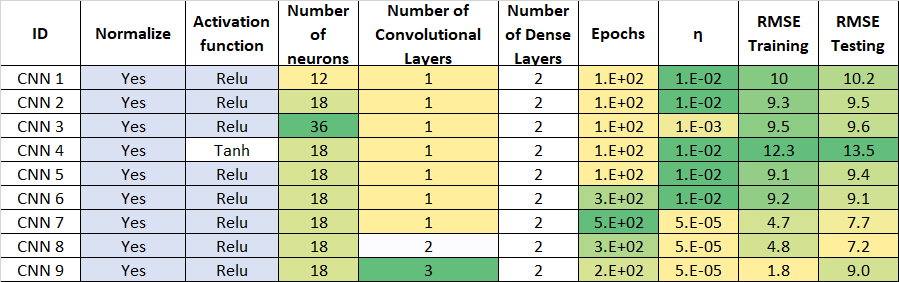 ID Normalize Activation function Number of neurons Number of Convolutional Layers Number of Dense Layers Epochs η RMSE Training RMSE Testing
CNN 1 Yes Relu 12 1 2 1.E+02 1.E-02 10 10.2
CNN 2 Yes Relu 18 1 2 1.E+02 1.E-02 9.3 9.5
CNN 3 Yes Relu 36 1 2 1.E+02 1.E-03 9.5 9.6
CNN 4 Yes Tanh 18 1 2 1.E+02 1.E-02 12.3 13.5
CNN 5 Yes Relu 18 1 2 1.E+02 1.E-02 9.1 9.4
CNN 6 Yes Relu 18 1 2 3.E+02 1.E-02 9.2 9.1
CNN 7 Yes Relu 18 1 2 5.E+02 5.E-05 4.7 7.7
CNN 8 Yes Relu 18 2 2 3.E+02 5.E-05 4.8 7.2
CNN 9 Yes Relu 18 3 2 2.E+02 5.E-05 1.8 9.0